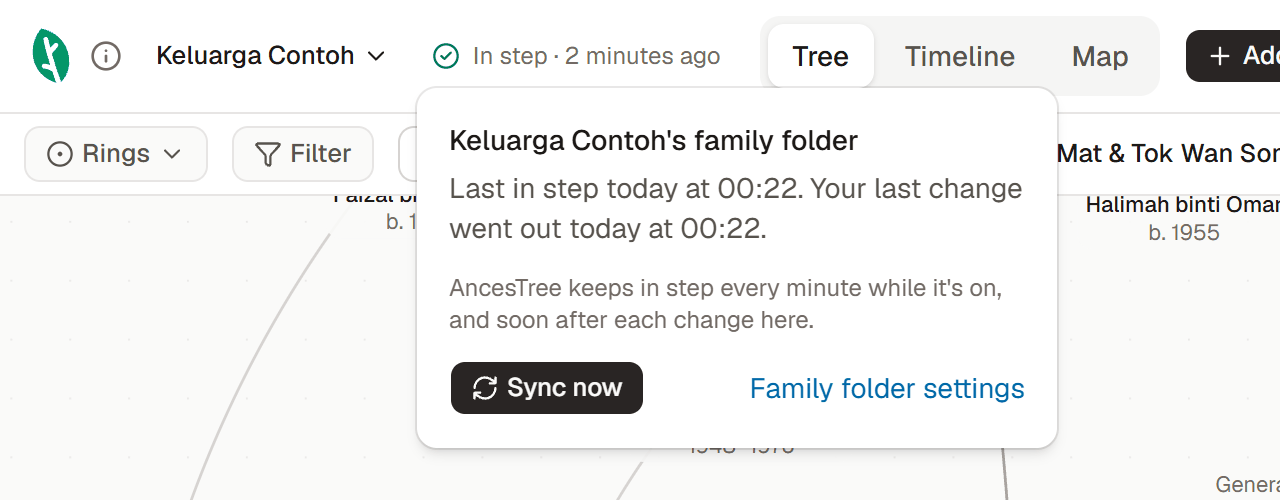 Keluarga Contoh
In step · 2 minutes ago
Tree
Timeline
Map
Rings
Filter
Mat & Tok Wan
Keluarga Contoh's family folder
Last in step today at 00:22. Your last change
went out today at 00:22.
AncesTree keeps in step every minute while it's on,
and soon after each change here.
Sync now
Family folder settings
Halimah binti Omar
b. 1955